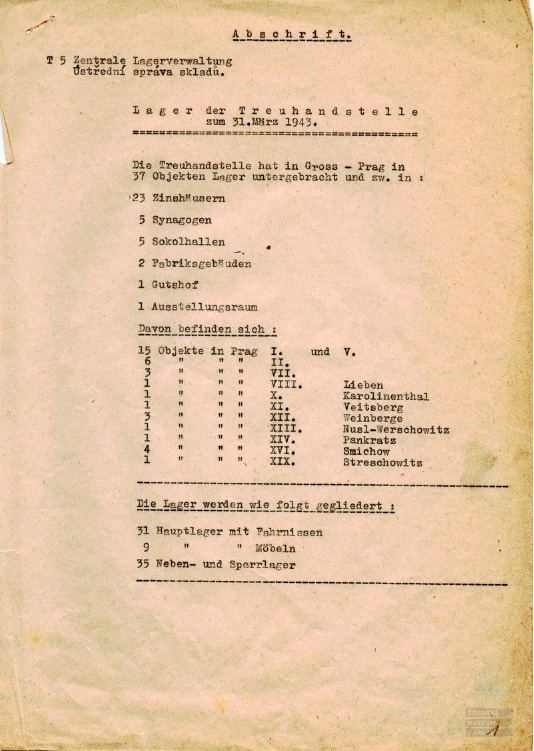 A b s c h r i f t.
T 5 Zentrale Lagerverwaltung
Ústřední správa skladů.
L a g e r  d e r  T r e u h a n d s t e l l e
zum 31.März 1943.
Die Treuhandstelle hat in Gross - Prag in
37 Objekten Lager untergebracht und zw. in :
23 Zinshäusern
5 Synagogen
5 Sokolhallen
2 Fabriksgebäuden
1 Gutshof
1 Ausstellungsraum
Davon befinden sich :
15 Objekte in Prag I. und V.
6 " " " II.
3 " " " VII.
1 " " " VIII. Lieben
1 " " " X. Karolinenthal
1 " " " XI. Veitsberg
3 " " " XII. Weinberge
1 " " " XIII. Nusl-Werschowitz
1 " " " XIV. Pankratz
4 " " " XVI. Smichow
1 " " " XIX. Streschowitz
Die Lager werden wie folgt gegliedert :
31 Hauptlager mit Fahrnissen
9 " " Möbeln
35 Neben- und Sperrlager
ŽIDOVSKÉ
MUZEUM
1